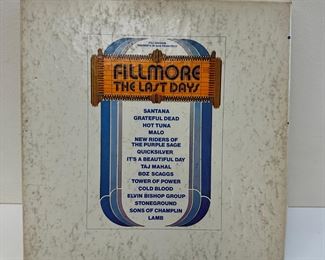 FILLMORE
THE LAST DAYS
SANTANA
GRATEFUL DEAD
HOT TUNA
MALO
NEW RIDERS OF
THE PURPLE SAGE
QUICKSILVER
IT'S A BEAUTIFUL DAY
TAJ MAHAL
BOZ SCAGGS
TOWER OF POWER
COLD BLOOD
ELVIN BISHOP GROUP
STONEGROUND
SONS OF CHAMPLIN
LAMB